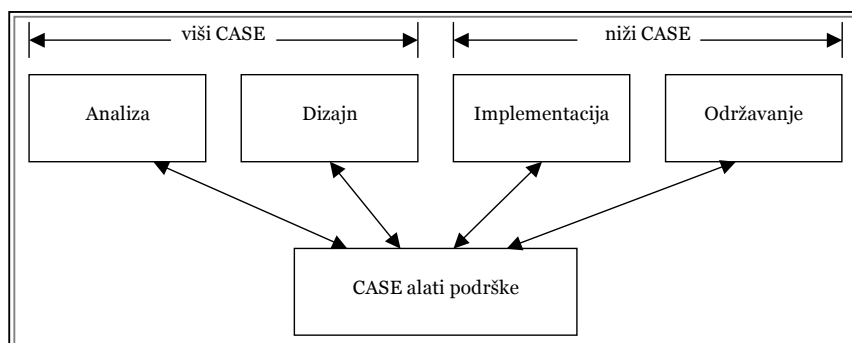 viši CASE
niži CASE
Analiza
Dizajn
Implementacija
Održavanje
CASE alati podrške